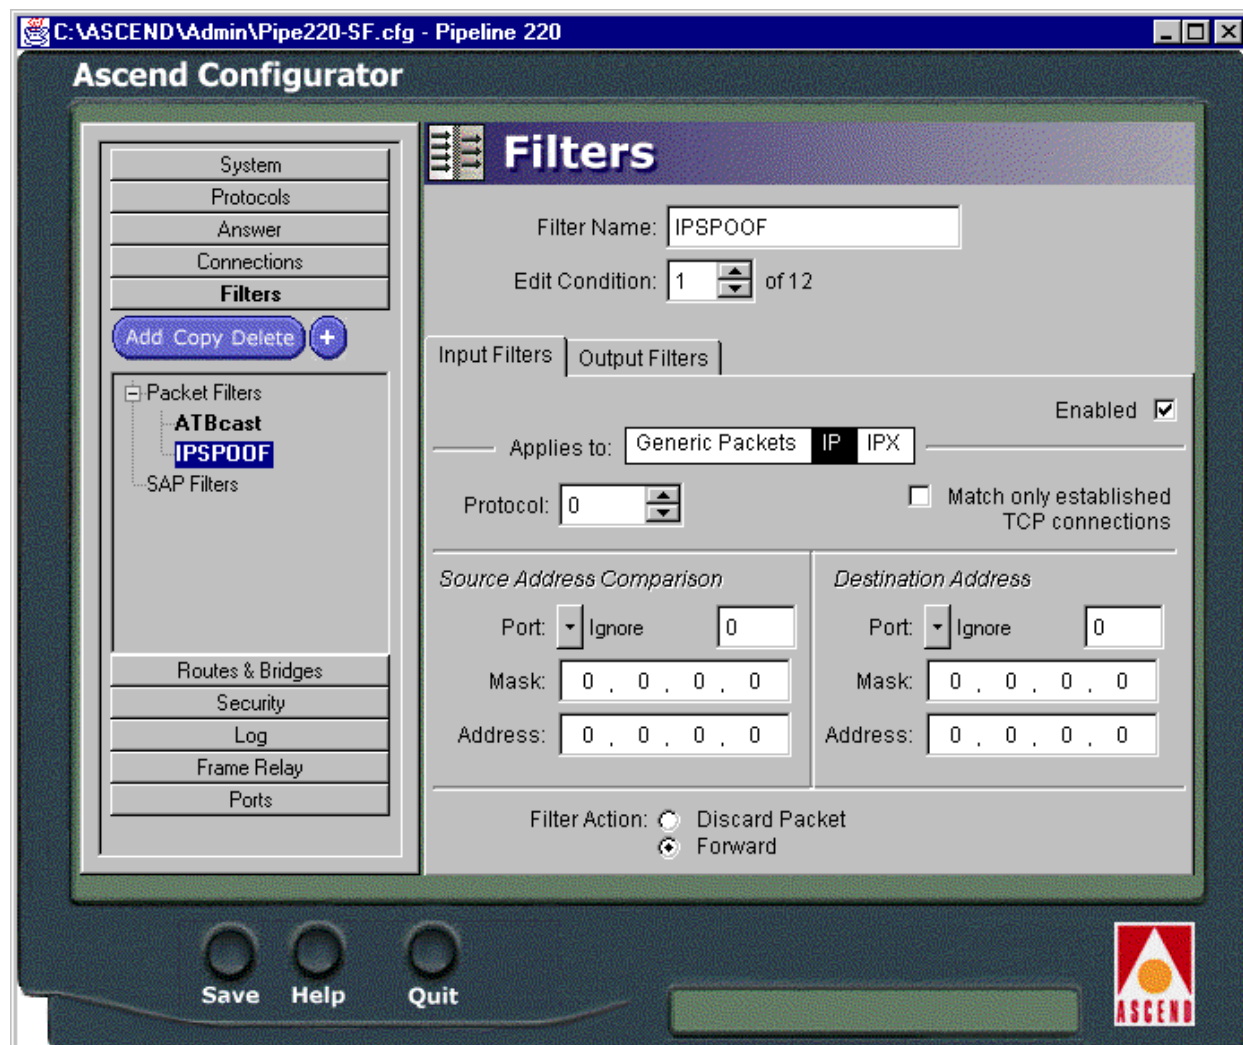 C:\ASCEND\Admin\Pipe220-SF.cfg - Pipeline 220
Ascend Configurator
System
Protocols
Answer
Connections
Filters
Add Copy Delete +
Packet Filters
ATBcast
IPSPOOF
SAP Filters
Routes & Bridges
Security
Log
Frame Relay
Ports
Filters
Filter Name: IPSPOOF
Edit Condition: 1 of 12
Input Filters Output Filters
Enabled
Applies to: Generic Packets IP IPX
Protocol: 0
Match only established
TCP connections
Source Address Comparison
Port: Ignore 0
Mask: 0 . 0 . 0 . 0
Address: 0 . 0 . 0 . 0
Destination Address
Port: Ignore 0
Mask: 0 . 0 . 0 . 0
Address: 0 . 0 . 0 . 0
Filter Action: Discard Packet
Forward
Save Help Quit
ASCEND